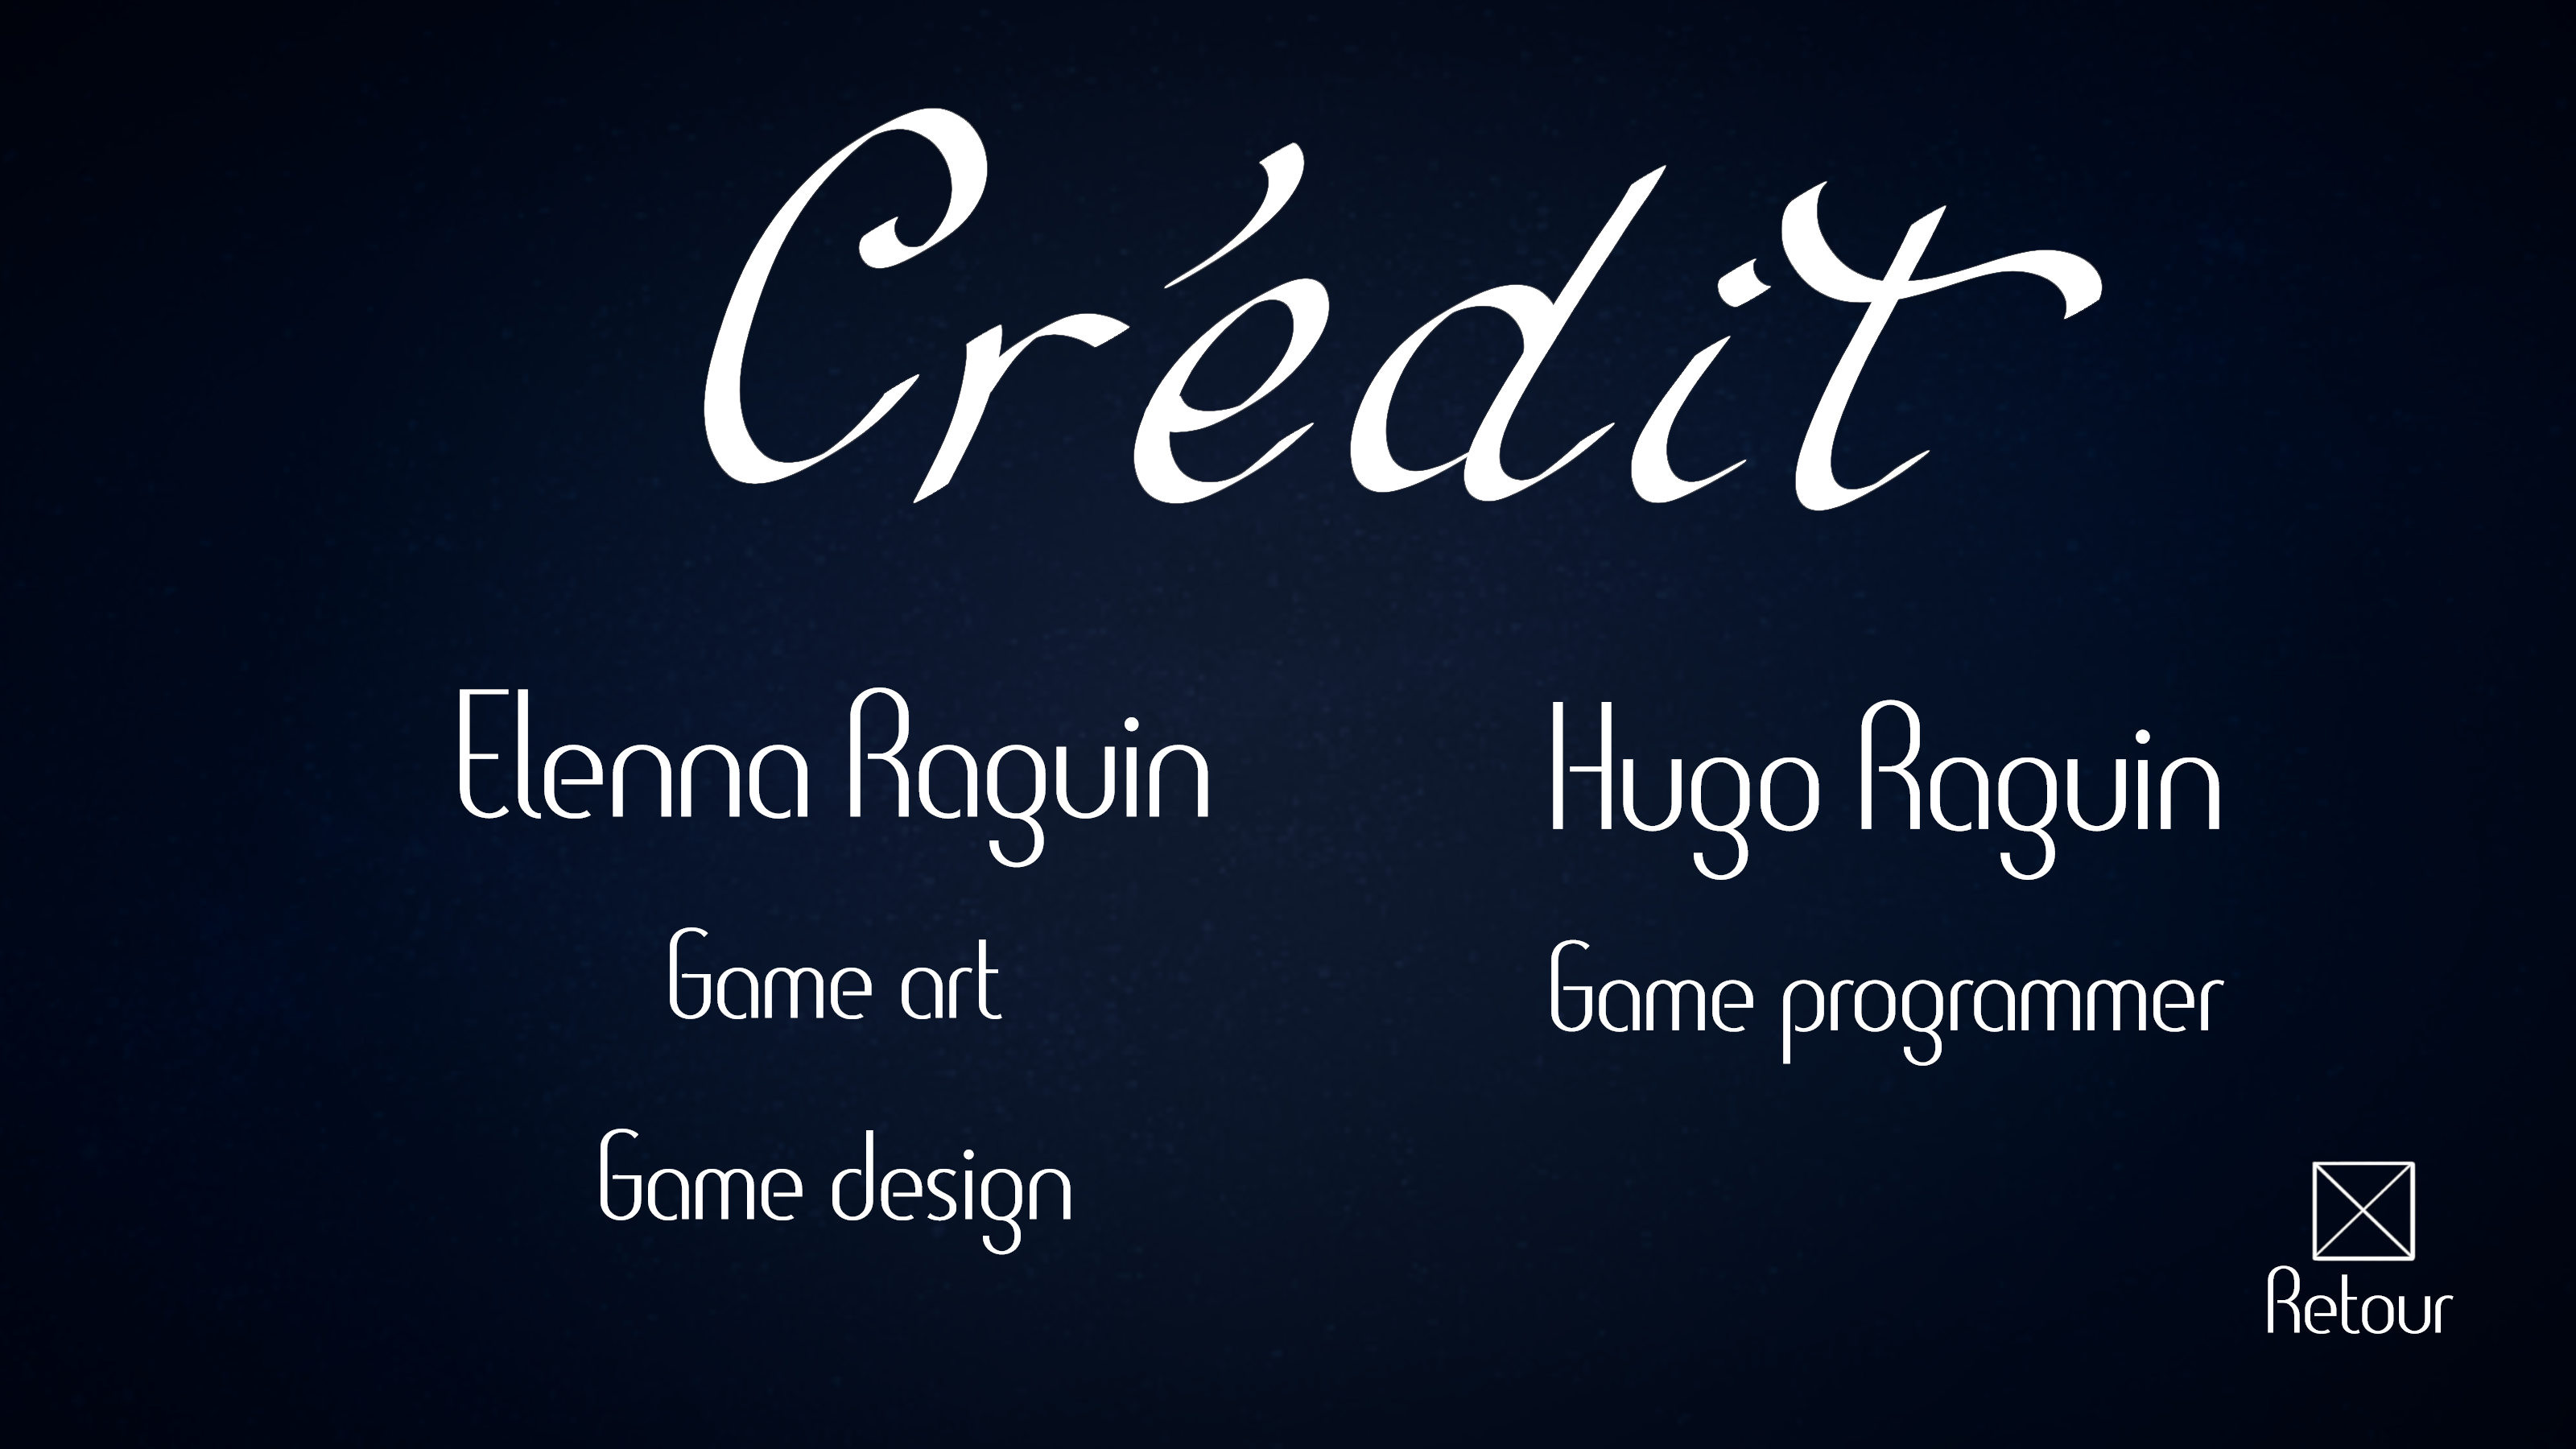 Crédit
Elenna Raguin
Game art
Game design
Hugo Raguin
Game programmer
Retour